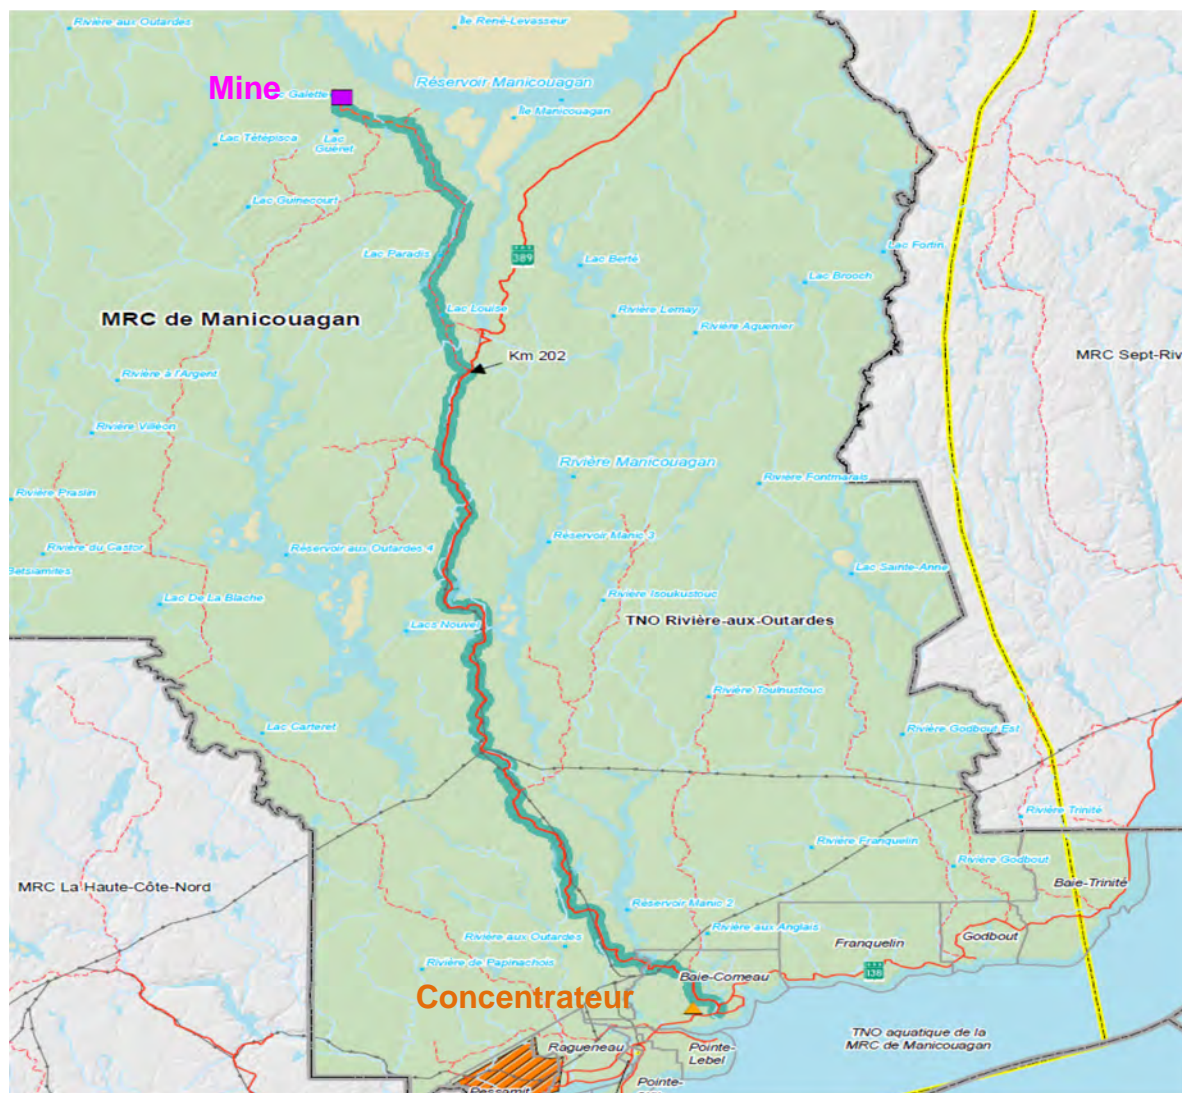 Rivière aux Outardes
Île René-Levasseur
Réservoir Manicouagan
Mine
Lac Galette
Île Manicouagan
Lac Tétépisca
Lac
Guéret
Lac Guinecourt
389
Lac Fortin
Lac Paradis
Lac Berté
Lac Brooch
Lac Louise
Rivière Lemay
MRC de Manicouagan
Rivière Aguenier
Km 202
MRC Sept-Riv
Rivière à l'Argent
Rivière Villéon
Rivière Manicouagan
Rivière Fontmarais
Rivière Praslin
Réservoir Manic 3
Rivière du Castor
Réservoir aux Outardes 4
Betsiamites
Lac Sainte-Anne
Lac De La Blache
Rivière Isoukustouc
TNO Rivière-aux-Outardes
Lacs Nouvel
Rivière Toulnustouc
Lac Carteret
Rivière Godbout Est
Rivière Trinité
Rivière Franquelin
Rivière Godbout
MRC La Haute-Côte-Nord
Baie-Trinité
Réservoir Manic 2
Rivière aux Anglais
Rivière aux Outardes
Franquelin
Godbout
Rivière de Papinachois
Baie-Comeau
138
Concentrateur
TNO aquatique de la
MRC de Manicouagan
Ragueneau
Pointe-
Lebel
Pointe-
Pessamit